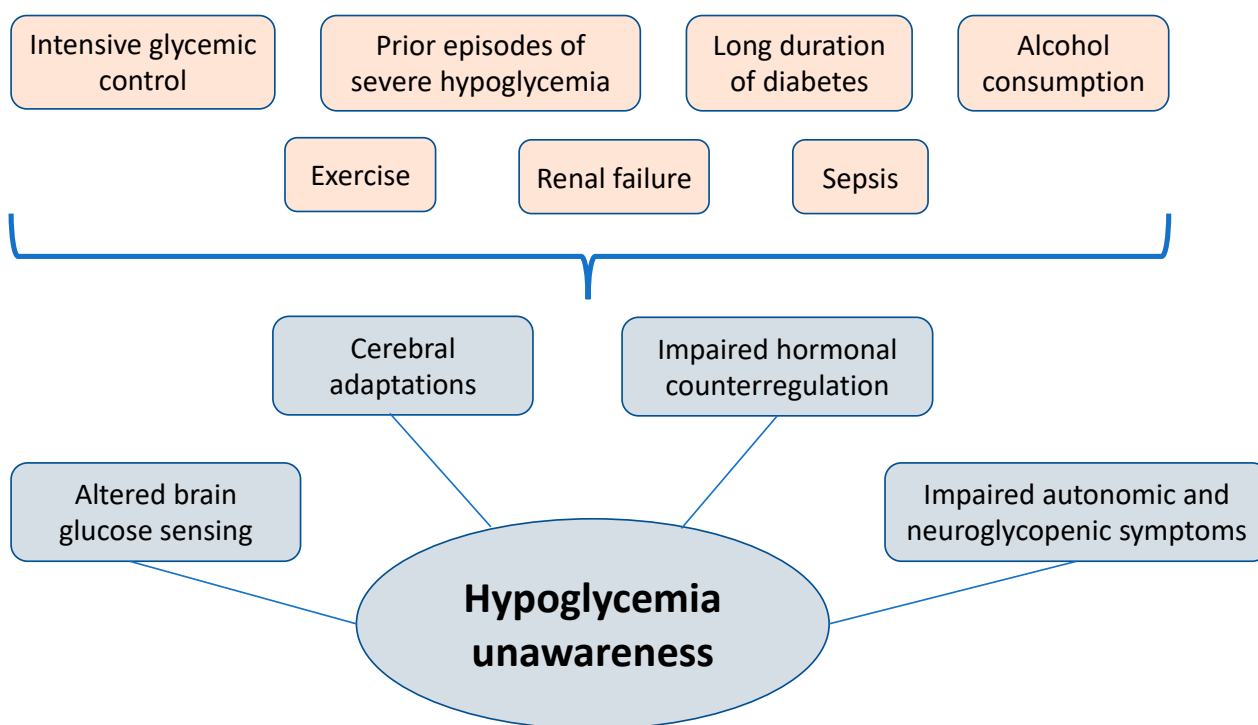 Intensive glycemic
control
Prior episodes of
severe hypoglycemia
Long duration
of diabetes
Alcohol
consumption
Exercise
Renal failure
Sepsis
Cerebral
adaptations
Impaired hormonal
counterregulation
Altered brain
glucose sensing
Impaired autonomic and
neuroglycopenic symptoms
Hypoglycemia
unawareness